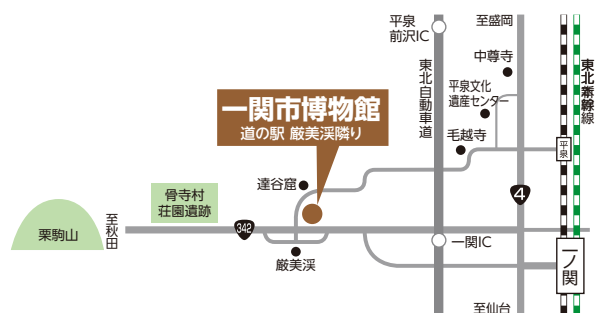 平泉
前沢IC
至盛岡
中尊寺
平泉文化
遺産センター
東北自動車道
毛越寺
平泉
東北新幹線
一関市博物館
道の駅 厳美渓隣り
達谷窟
骨寺村
荘園遺跡
栗駒山
至秋田
342
4
厳美渓
一関IC
一ノ関
至仙台